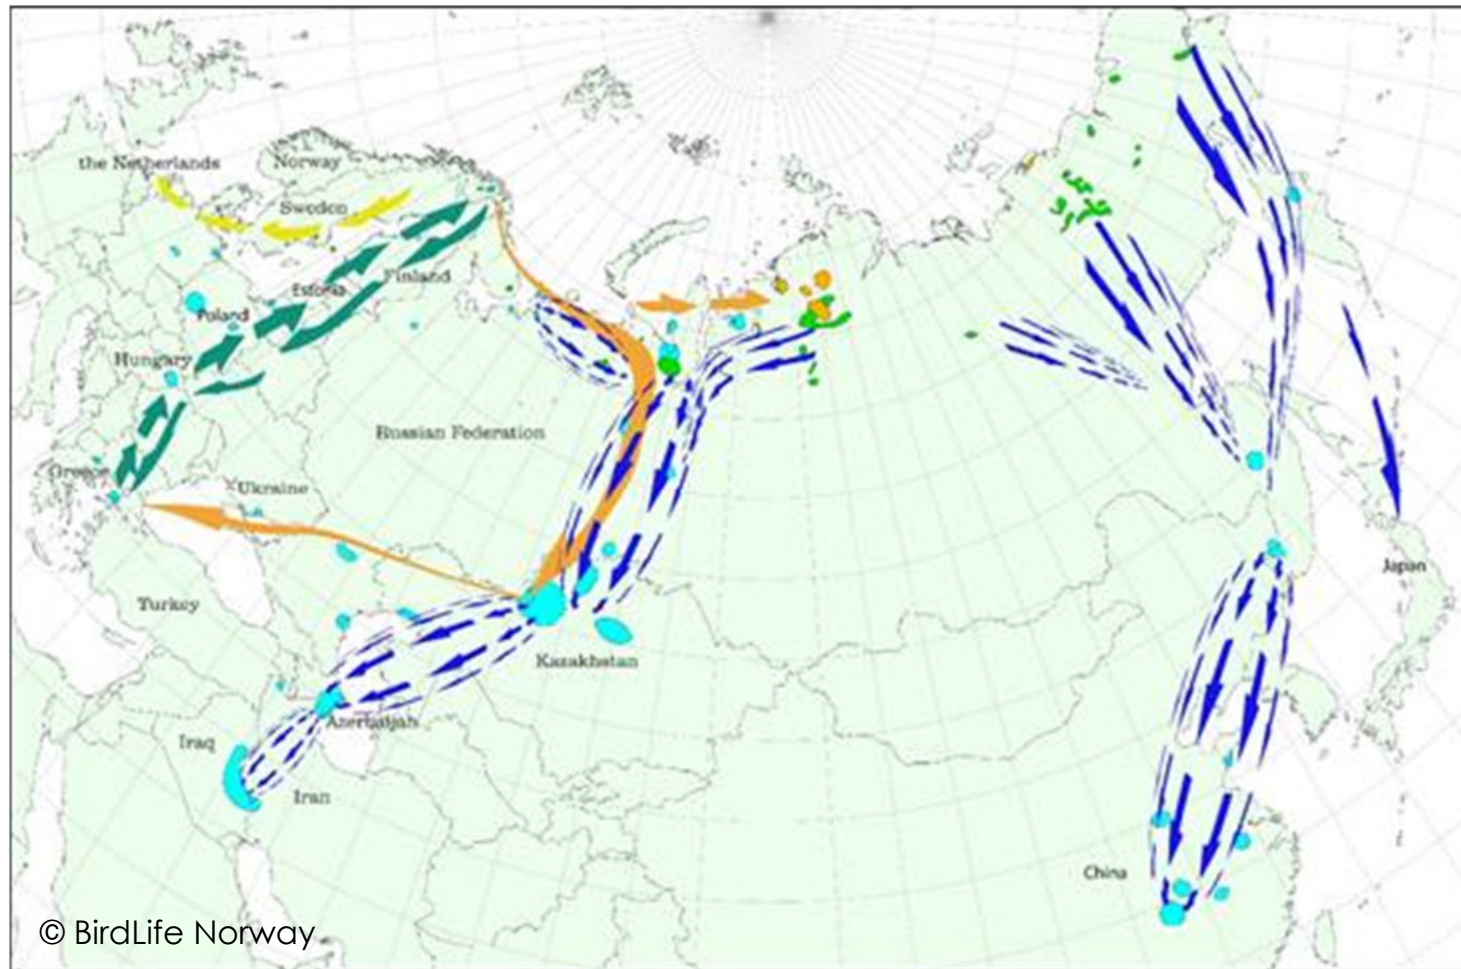 the Netherlands
Norway
Sweden
Finland
Estonia
Poland
Hungary
Russian Federation
Greece
Ukraine
Japan
Turkey
Kazakhstan
Azerbaijan
Iraq
Iran
China
© BirdLife Norway